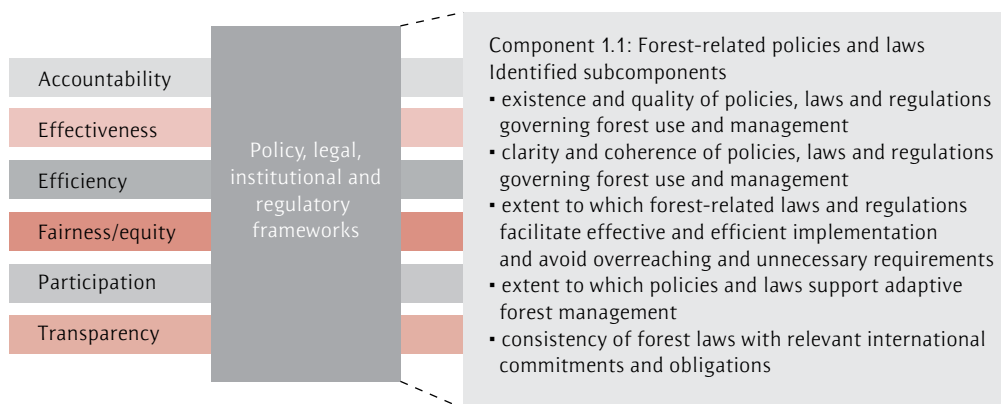 Accountability
Effectiveness
Efficiency
Fairness/equity
Participation
Transparency
Policy, legal,
institutional and
regulatory
frameworks
Component 1.1: Forest-related policies and laws
Identified subcomponents
▪ existence and quality of policies, laws and regulations
governing forest use and management
▪ clarity and coherence of policies, laws and regulations
governing forest use and management
▪ extent to which forest-related laws and regulations
facilitate effective and efficient implementation
and avoid overreaching and unnecessary requirements
▪ extent to which policies and laws support adaptive
forest management
▪ consistency of forest laws with relevant international
commitments and obligations